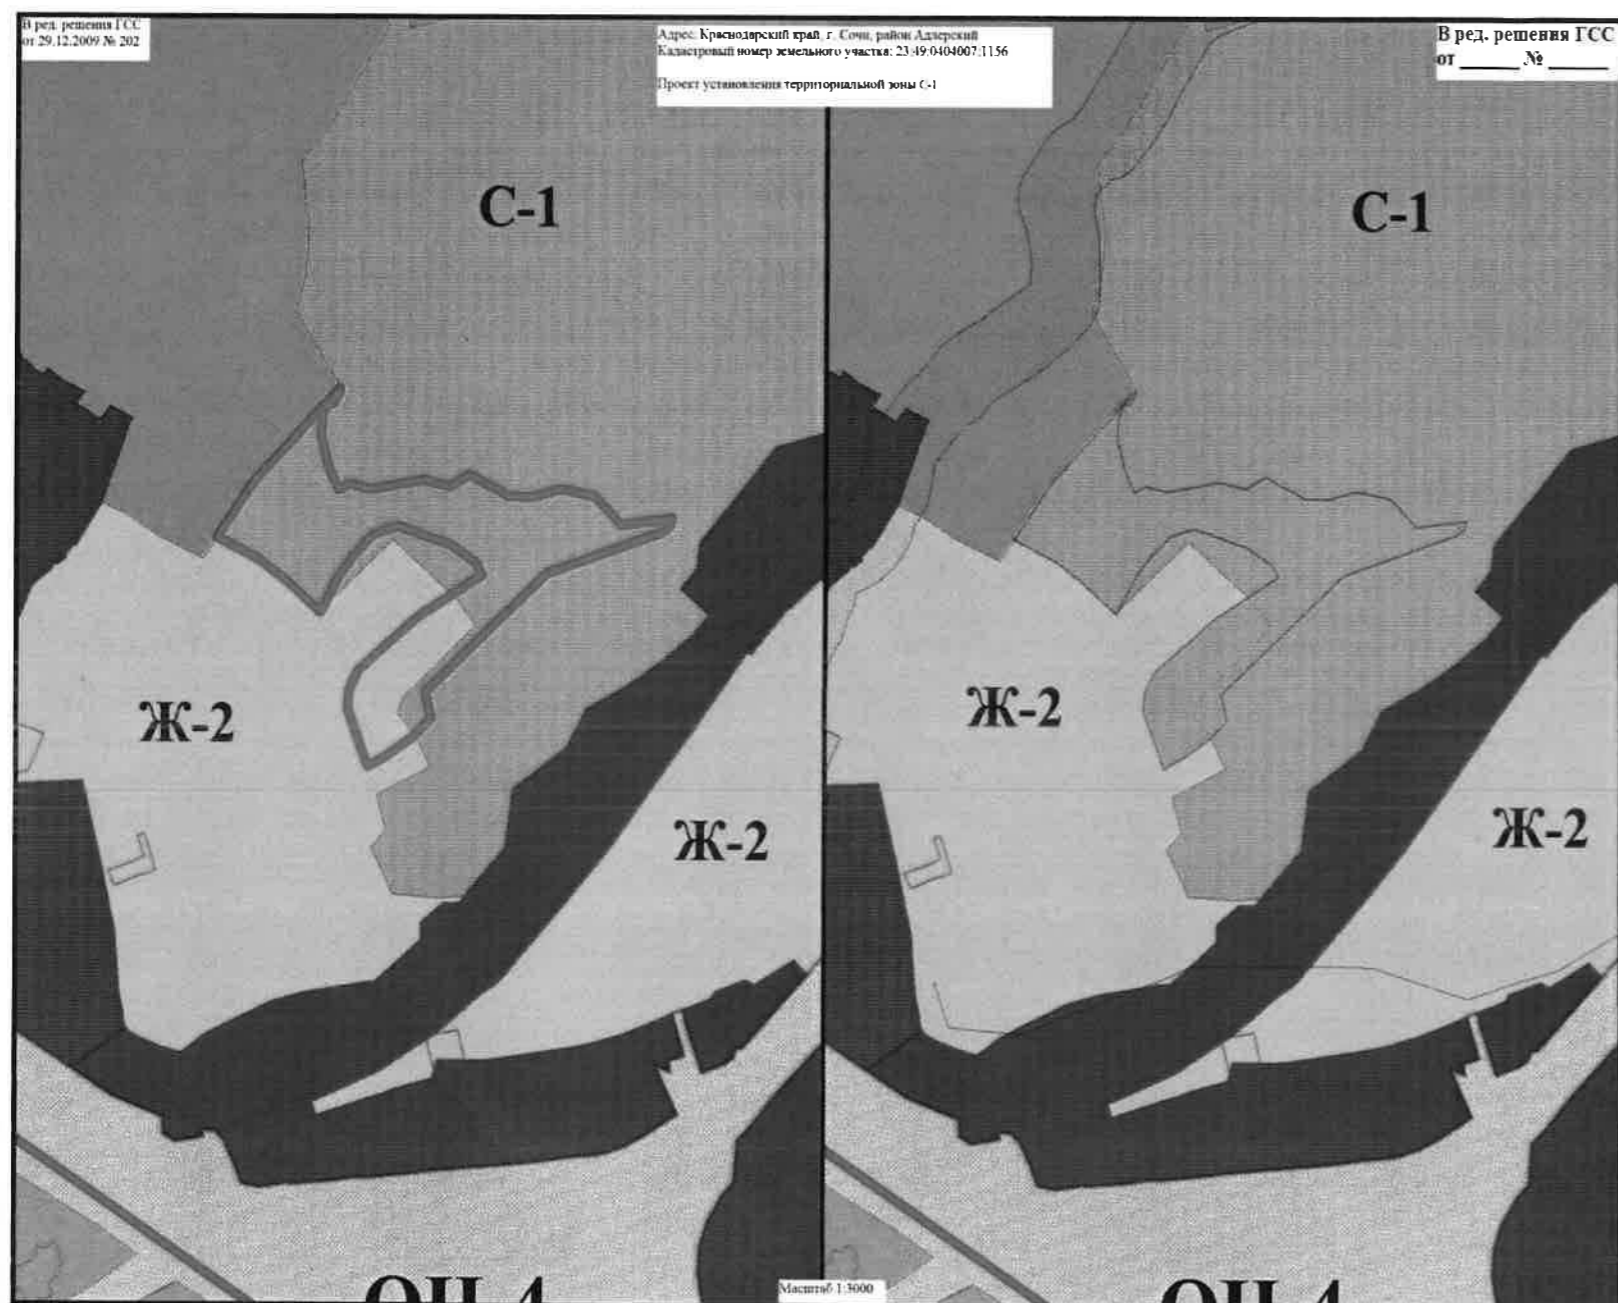 В ред. решения ГСС
от 29.12.2009 № 202
Адрес: Краснодарский край, г. Сочи, район Адлерский
Кадастровый номер земельного участка: 23:49:0404007:1156
Проект установления территориальной зоны С-1
В ред. решения ГСС
от ______ № ______
С-1
С-1
Ж-2
Ж-2
Ж-2
Ж-2
Масштаб 1:3000